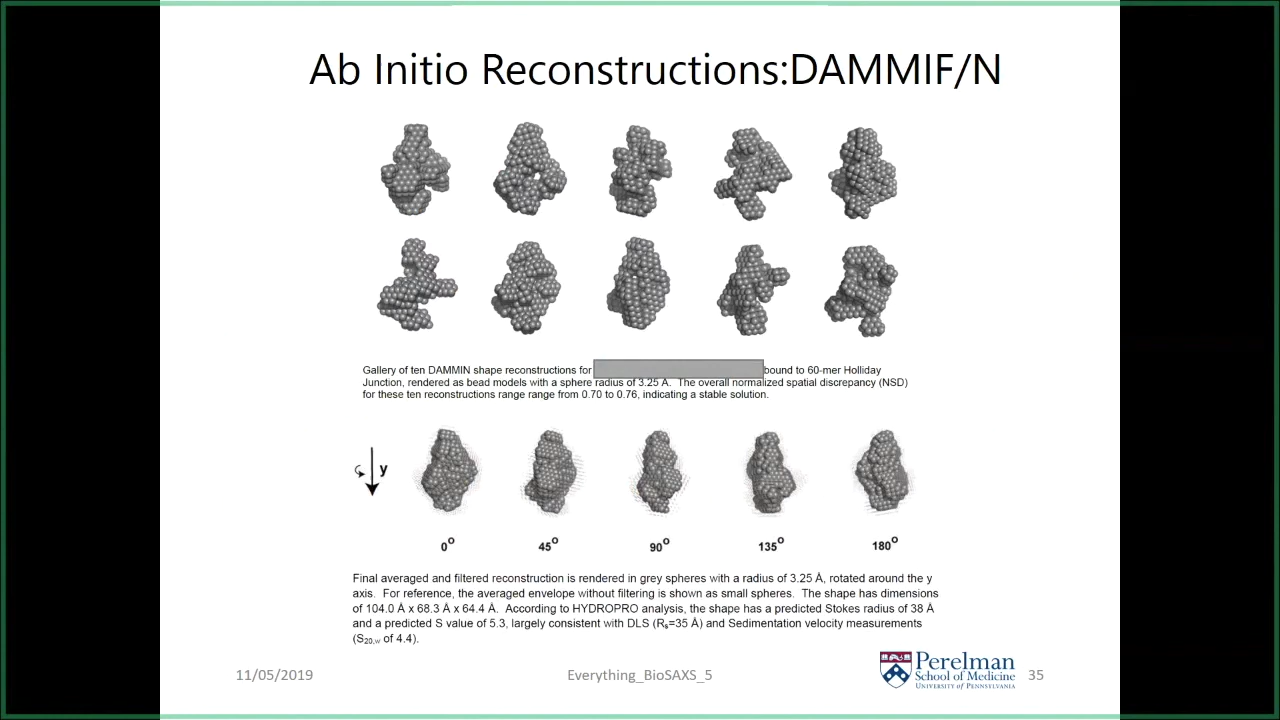 Ab Initio Reconstructions:DAMMIF/N
Gallery of ten DAMMIN shape reconstructions for bound to 60-mer Holliday
Junction, rendered as bead models with a sphere radius of 3.25 Å. The overall normalized spatial discrepancy (NSD)
for these ten reconstructions range range from 0.70 to 0.76, indicating a stable solution.
y
0° 45° 90° 135° 180°
Final averaged and filtered reconstruction is rendered in grey spheres with a radius of 3.25 Å, rotated around the y
axis. For reference, the averaged envelope without filtering is shown as small spheres. The shape has dimensions
of 104.0 Å x 68.3 Å x 64.4 Å. According to HYDROPRO analysis, the shape has a predicted Stokes radius of 38 Å
and a predicted S value of 5.3, largely consistent with DLS (Rs=35 Å) and Sedimentation velocity measurements
(S20,w of 4.4).
11/05/2019
Everything_BioSAXS_5
Perelman
School of Medicine
University of Pennsylvania
35